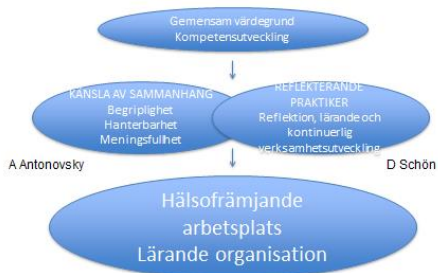 Gemensam värdegrund
Kompetensutveckling
KÄNSLA AV SAMMANHANG
Begriplighet
Hanterbarhet
Meningsfullhet
REFLEKTERANDE
PRAKTIKER
Reflektion, lärande och
kontinuerlig
verksamhetsutveckling
A Antonovsky
D Schön
Hälsofrämjande
arbetsplats
Lärande organisation